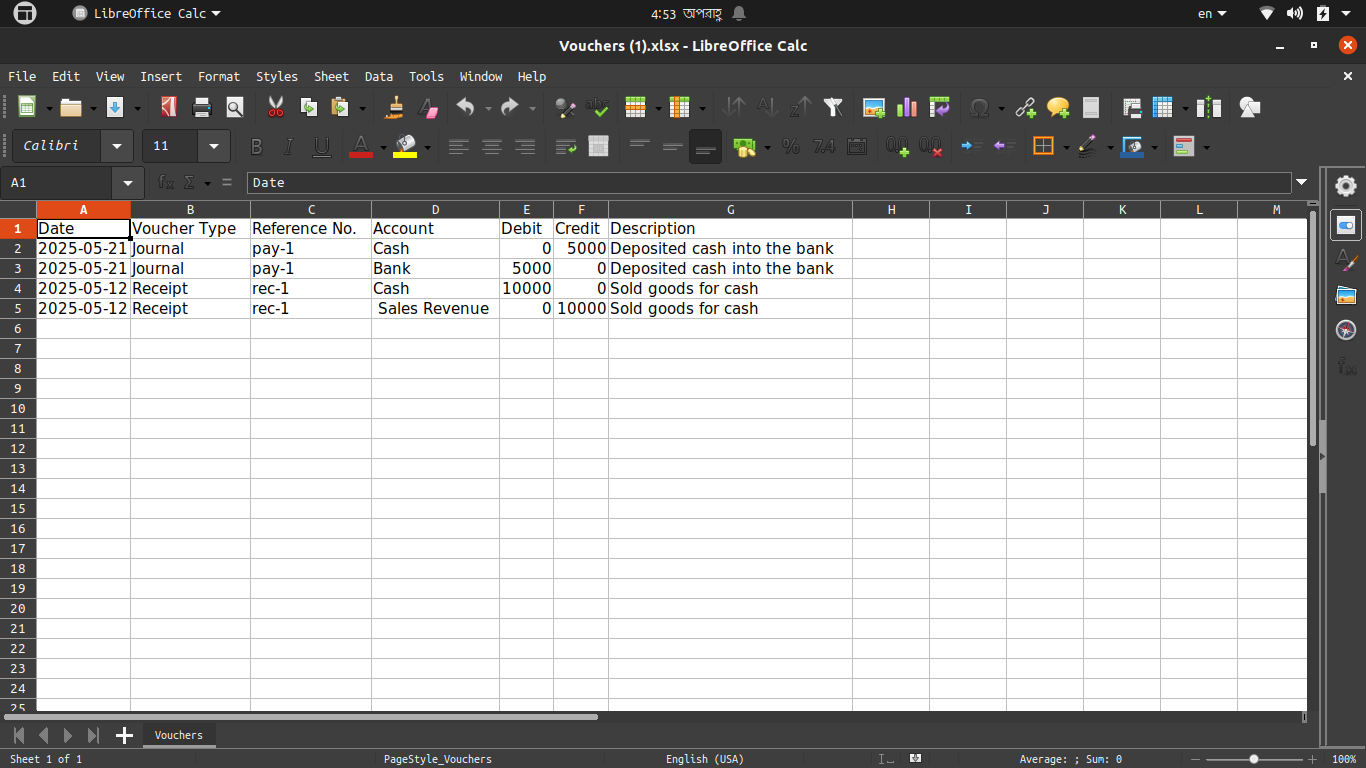 LibreOffice Calc 4:53 অপরাহ্ণ en
Vouchers (1).xlsx - LibreOffice Calc
File Edit View Insert Format Styles Sheet Data Tools Window Help
Calibri 11
A1 Date
A B C D E F G H I J K L M
1 Date Voucher Type Reference No. Account Debit Credit Description
2 2025-05-21 Journal pay-1 Cash 0 5000 Deposited cash into the bank
3 2025-05-21 Journal pay-1 Bank 5000 0 Deposited cash into the bank
4 2025-05-12 Receipt rec-1 Cash 10000 0 Sold goods for cash
5 2025-05-12 Receipt rec-1 Sales Revenue 0 10000 Sold goods for cash
6
7
8
9
10
11
12
13
14
15
16
17
18
19
20
21
22
23
24
25
Vouchers
Sheet 1 of 1 PageStyle_Vouchers English (USA) Average: ; Sum: 0 100%